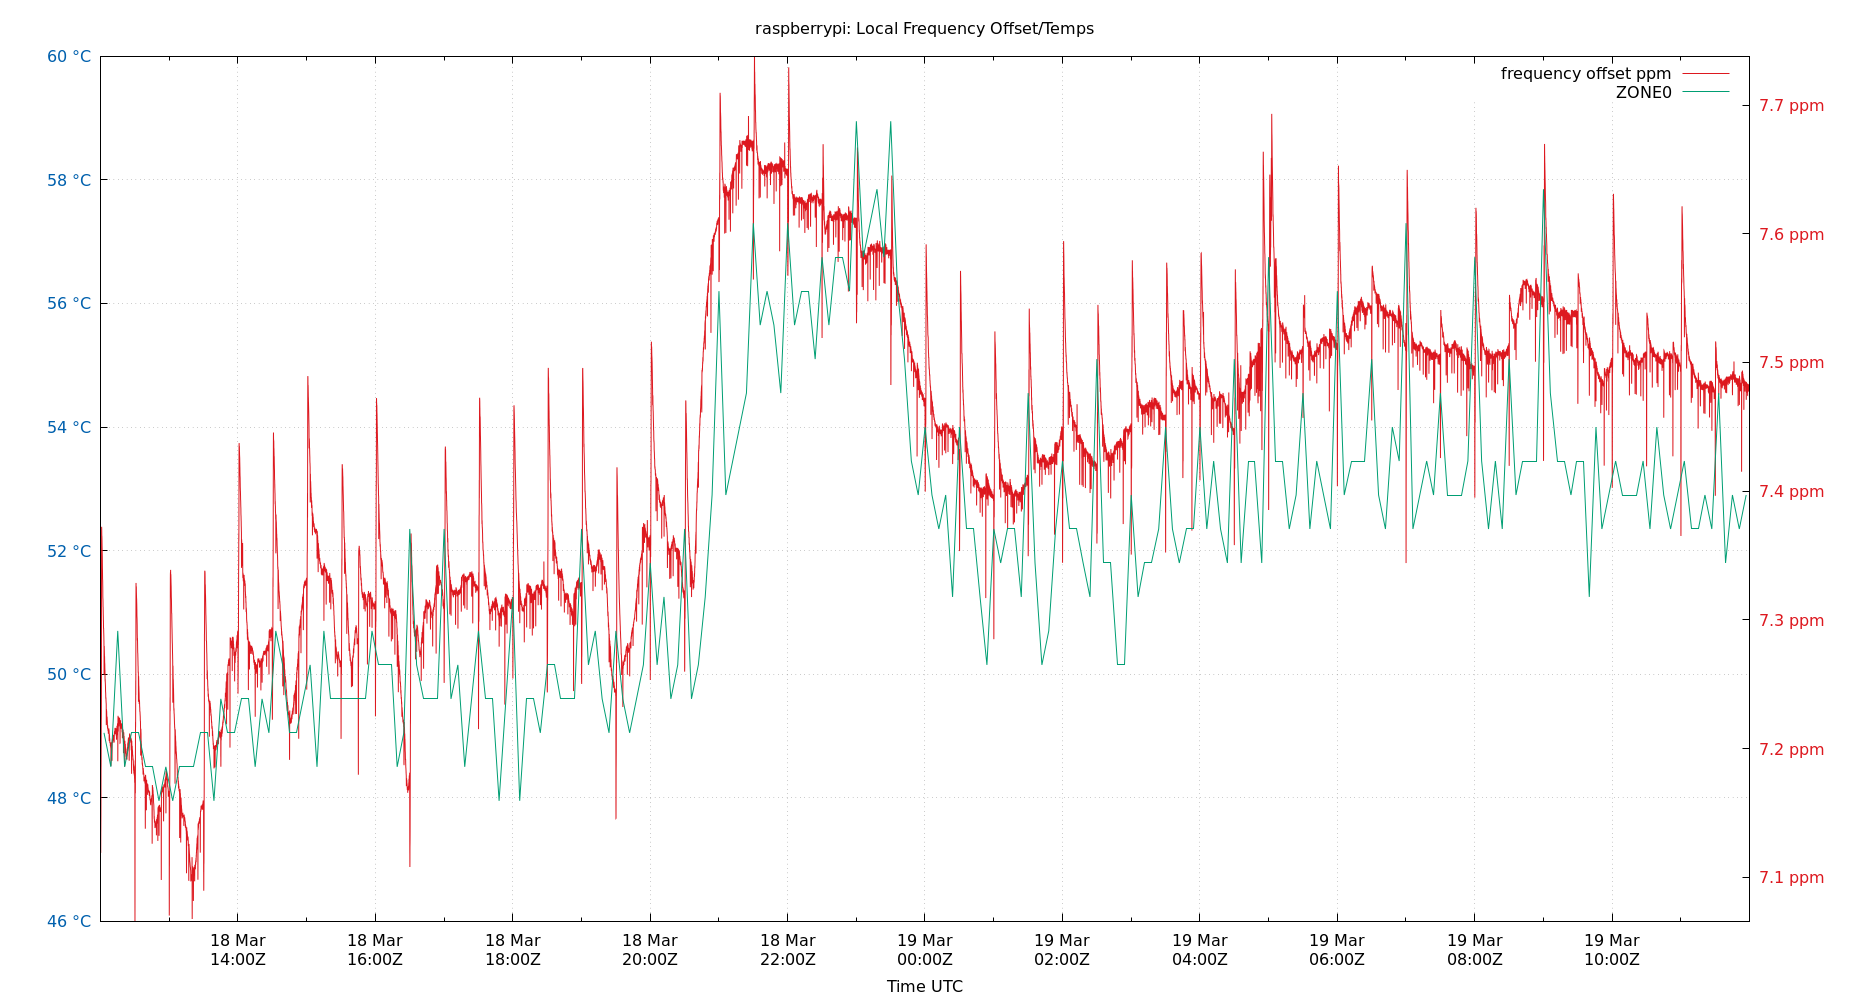 raspberrypi: Local Frequency Offset/Temps
frequency offset ppm
ZONE0
60 °C
58 °C
56 °C
54 °C
52 °C
50 °C
48 °C
46 °C
7.7 ppm
7.6 ppm
7.5 ppm
7.4 ppm
7.3 ppm
7.2 ppm
7.1 ppm
18 Mar
14:00Z
18 Mar
16:00Z
18 Mar
18:00Z
18 Mar
20:00Z
18 Mar
22:00Z
19 Mar
00:00Z
19 Mar
02:00Z
19 Mar
04:00Z
19 Mar
06:00Z
19 Mar
08:00Z
19 Mar
10:00Z
Time UTC